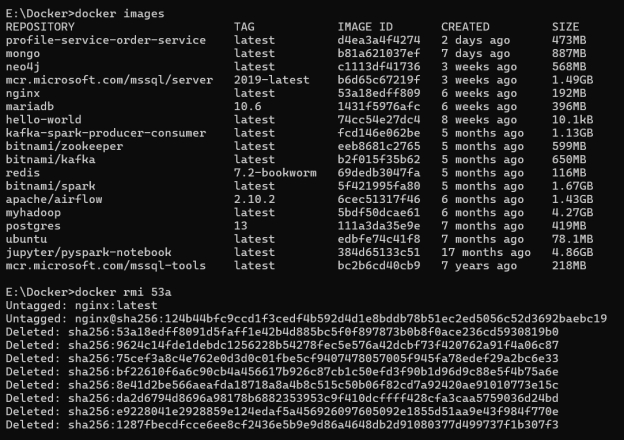 E:\Docker>docker images
REPOSITORY TAG IMAGE ID CREATED SIZE
profile-service-order-service latest d4ea3a4f4274 2 days ago 473MB
mongo latest b81a621037ef 7 days ago 887MB
neo4j latest c1113df41736 3 weeks ago 568MB
mcr.microsoft.com/mssql/server 2019-latest b6d65c67219f 3 weeks ago 1.49GB
nginx latest 53a18edff809 6 weeks ago 192MB
mariadb 10.6 1431f5976afc 6 weeks ago 396MB
hello-world latest 74cc54e27dc4 8 weeks ago 10.1kB
kafka-spark-producer-consumer latest fcd146e062be 5 months ago 1.13GB
bitnami/zookeeper latest eeb8681c2765 5 months ago 599MB
bitnami/kafka latest b2f015f35b62 5 months ago 650MB
redis 7.2-bookworm 69dedb3047fa 5 months ago 116MB
bitnami/spark latest 5f421995fa80 5 months ago 1.67GB
apache/airflow 2.10.2 6cec51317f46 6 months ago 1.43GB
myhadoop latest 5bdf50dcae61 6 months ago 4.27GB
postgres 13 111a3da35e9e 7 months ago 419MB
ubuntu latest edbfe74c41f8 7 months ago 78.1MB
jupyter/pyspark-notebook latest 384d65133c51 17 months ago 4.86GB
mcr.microsoft.com/mssql-tools latest bc2b6cd40cb9 7 years ago 218MB
E:\Docker>docker rmi 53a
Untagged: nginx:latest
Untagged: nginx@sha256:124b44bfc9ccd1f3cedf4b592d4d1e8bddb78b51ec2ed5056c52d3692baebc19
Deleted: sha256:53a18edff8091d5faff1e42b4d885bc5f0f897873b0b8f0ace236cd5930819b0
Deleted: sha256:9624c14fde1debdc1256228b54278fec5e576a42dcbf73f420762a91f4a06c87
Deleted: sha256:75cef3a8c4e762e0d3d0c01fbe5cf9407478057005f945fa78edef29a2bc6e33
Deleted: sha256:bf22610f6a6c90cb4a456617b926c87cb1c50efd3f90b1d96d9c88e5f4b75a6e
Deleted: sha256:8e41d2be566aeafda18718a8a4b8c515c50b06f82cd7a92420ae91010773e15c
Deleted: sha256:da2d6794d8696a98178b6882353953c9f410dcffff428cfa3caa5759036d24bd
Deleted: sha256:e9228041e2928859e124edaf5a456926097605092e1855d51aa9e43f984f770e
Deleted: sha256:1287fbecdfcce6ee8cf2436e5b9e9d86a4648db2d91080377d499737f1b307f3